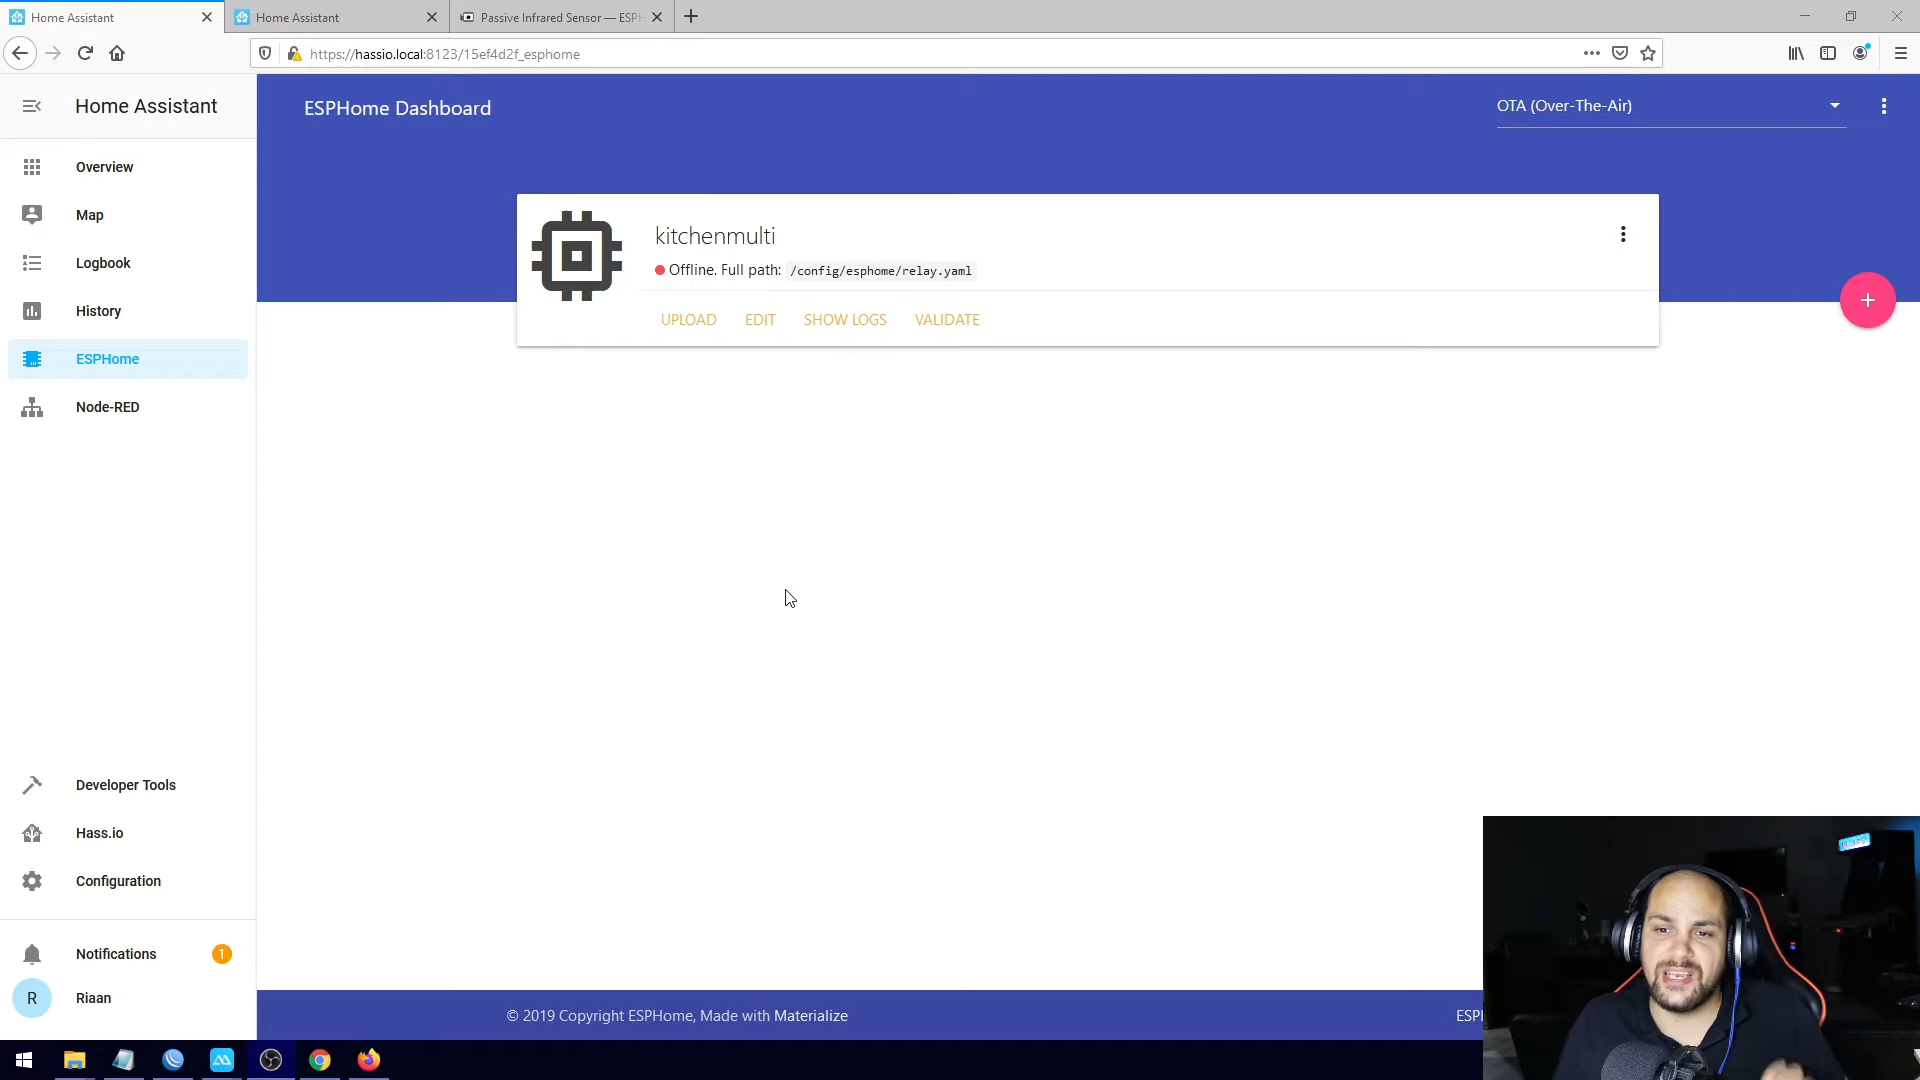 Home Assistant
Home Assistant
Passive Infrared Sensor — ESPH
https://hassio.local:8123/15ef4d2f_esphome
Home Assistant
ESPHome Dashboard
OTA (Over-The-Air)
Overview
Map
Logbook
History
ESPHome
Node-RED
kitchenmulti
Offline. Full path: /config/esphome/relay.yaml
UPLOAD EDIT SHOW LOGS VALIDATE
Developer Tools
Hass.io
Configuration
Notifications 1
R Riaan
© 2019 Copyright ESPHome, Made with Materialize
ESPH